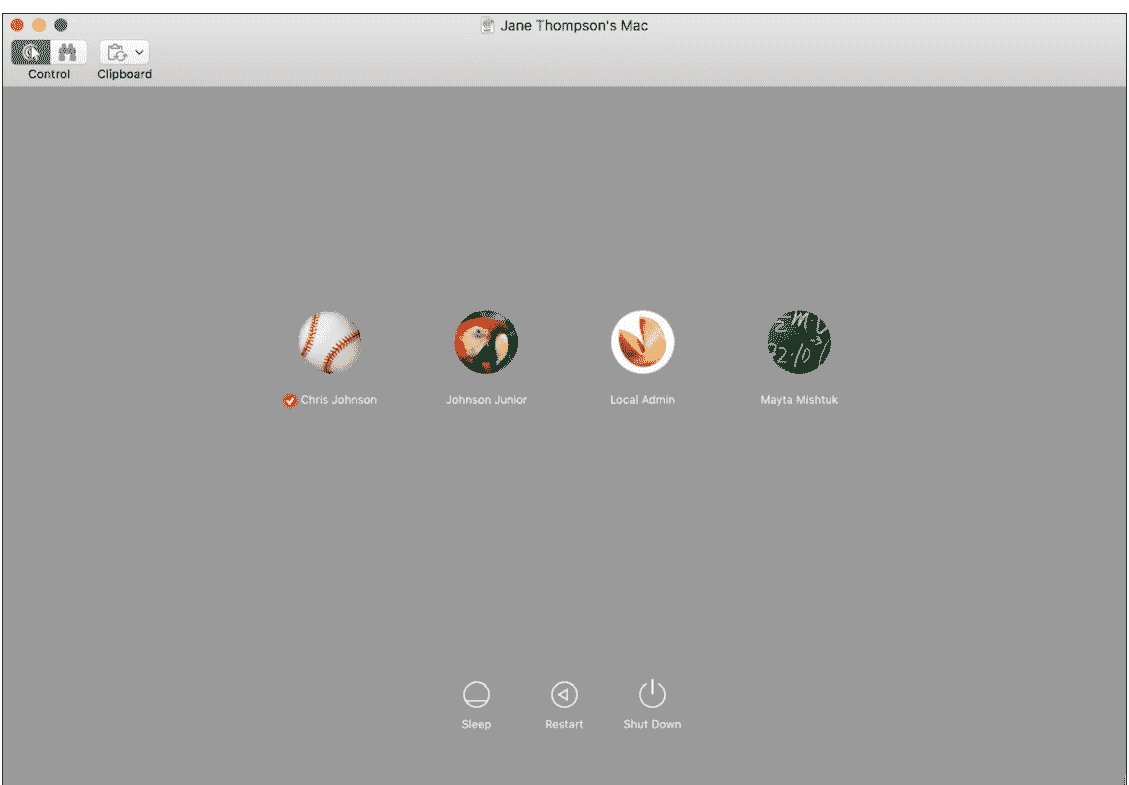 Jane Thompson's Mac
Control Clipboard
Chris Johnson Johnson Junior Local Admin Mayta Mishtuk
Sleep Restart Shut Down